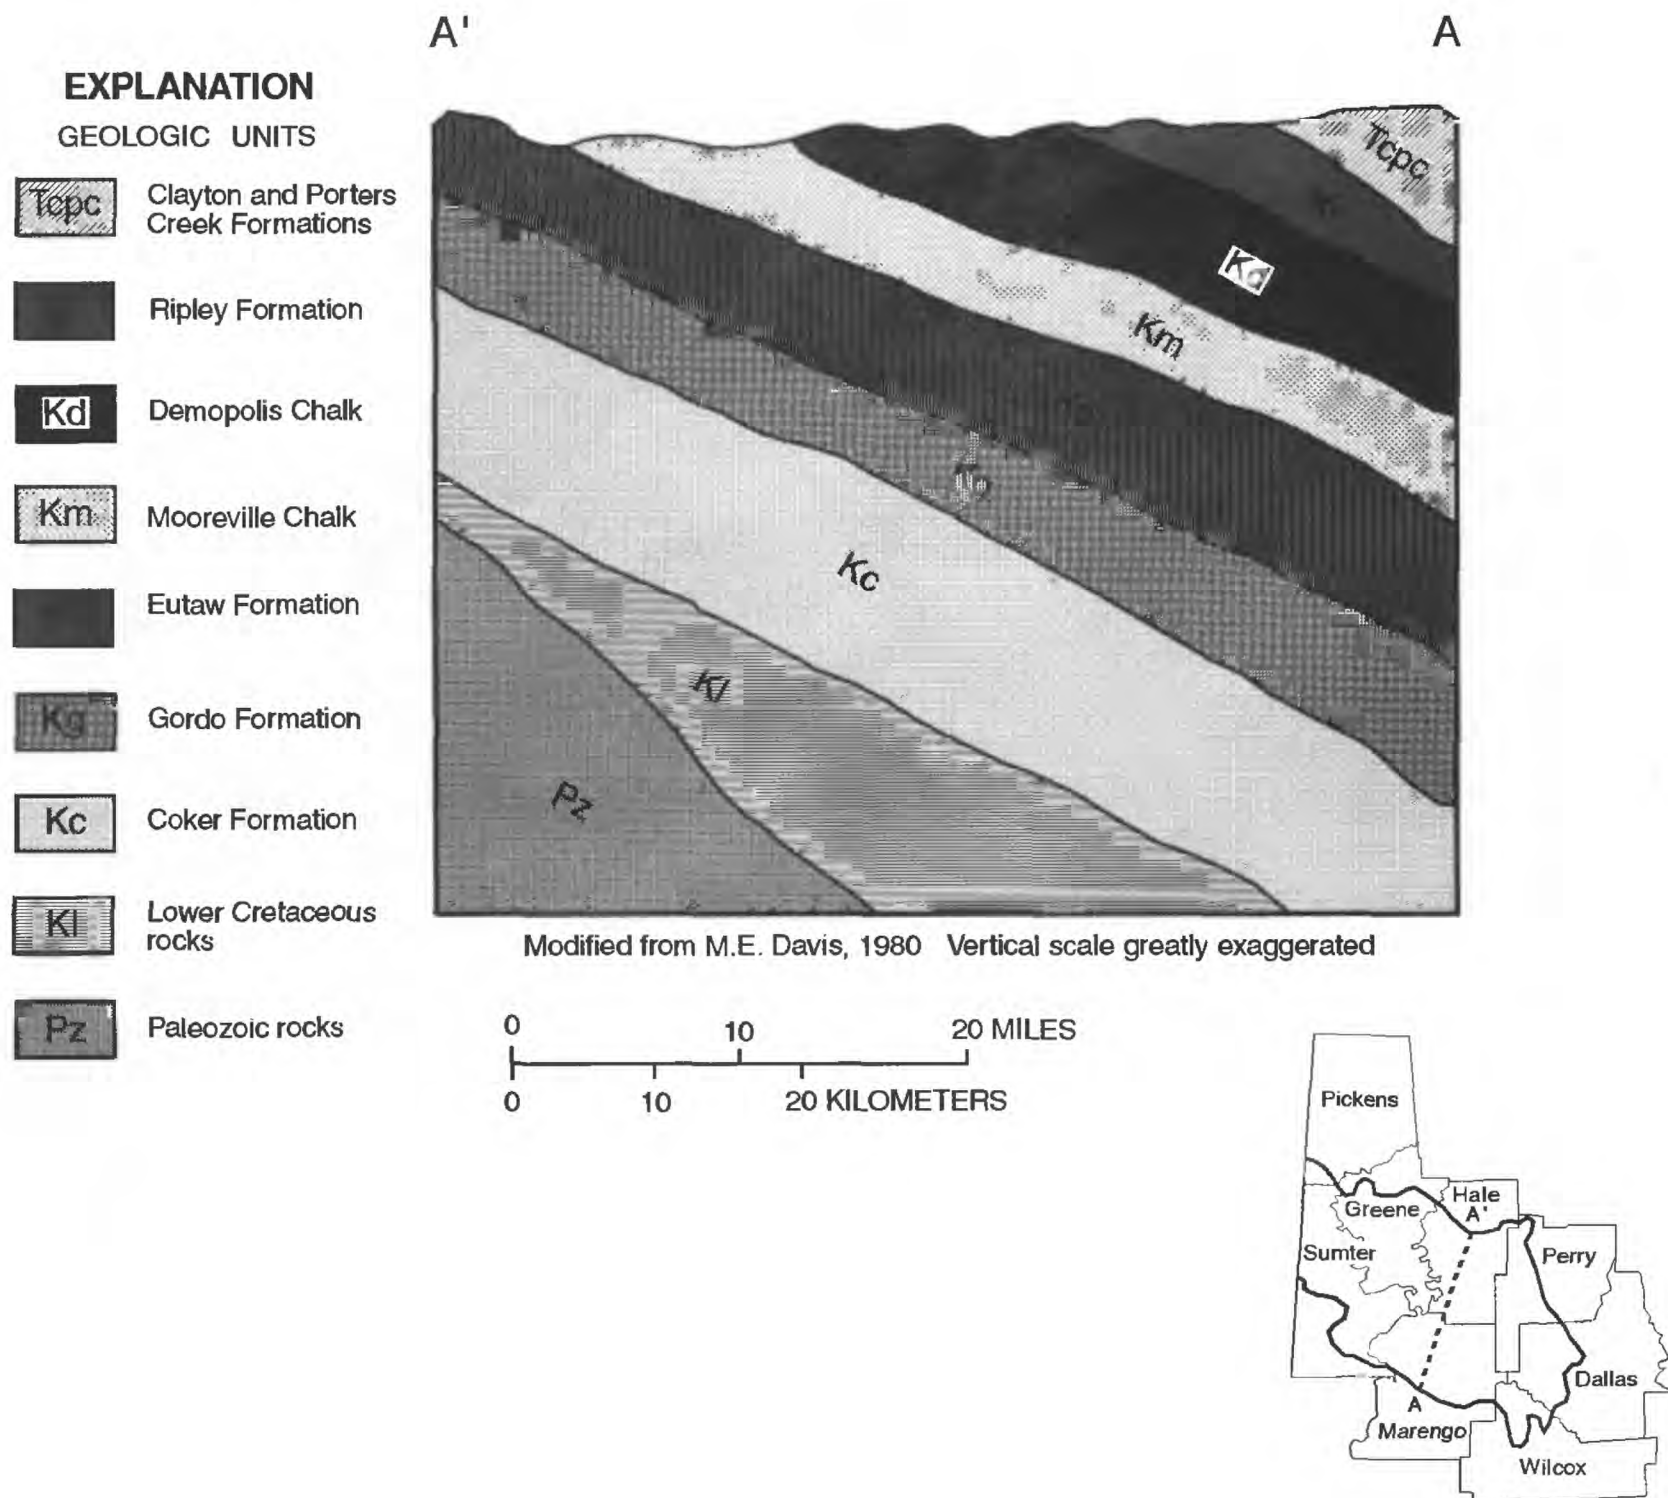 A'
A
EXPLANATION
GEOLOGIC UNITS
Tcpc
Clayton and Porters
Creek Formations
Ripley Formation
Kd
Demopolis Chalk
Km
Mooreville Chalk
Eutaw Formation
Kg
Gordo Formation
Kc
Coker Formation
Kl
Lower Cretaceous
rocks
Pz
Paleozoic rocks
Tcpc
Kd
Km
Kc
Kl
Pz
Modified from M.E. Davis, 1980 Vertical scale greatly exaggerated
0 10 20 MILES
0 10 20 KILOMETERS
Pickens
Hale
A'
Greene
Sumter
Perry
Dallas
A
Marengo
Wilcox